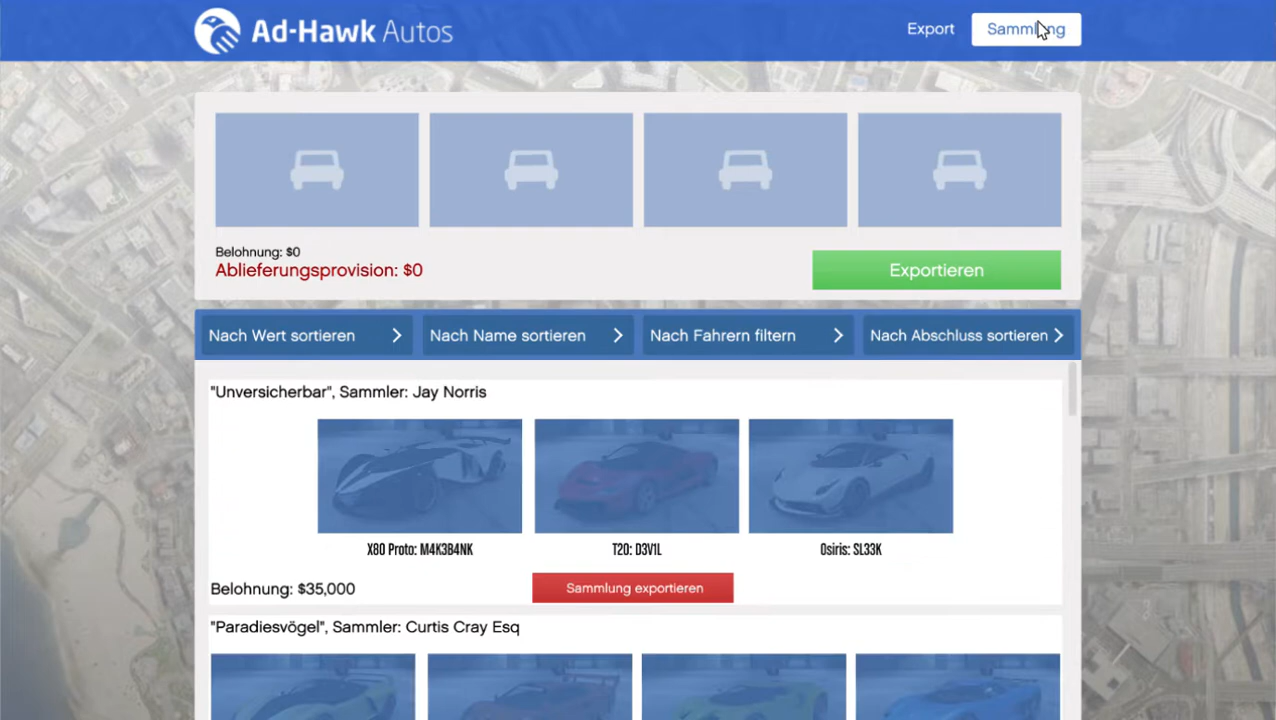 Ad-Hawk Autos
Export
Sammlung
Belohnung: $0
Ablieferungsprovision: $0
Exportieren
Nach Wert sortieren
Nach Name sortieren
Nach Fahrern filtern
Nach Abschluss sortieren
"Unversicherbar", Sammler: Jay Norris
X80 Proto: M4K3B4NK
T20: D3V1L
Osiris: SL33K
Belohnung: $35,000
Sammlung exportieren
"Paradiesvögel", Sammler: Curtis Cray Esq